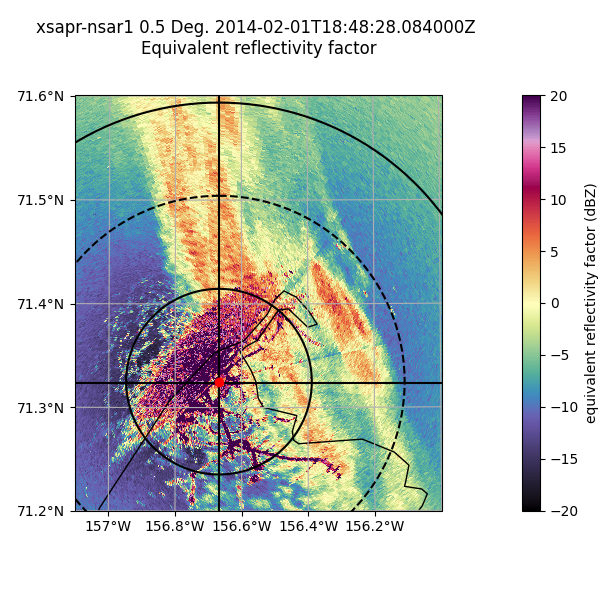 xsapr-nsar1 0.5 Deg. 2014-02-01T18:48:28.084000Z
Equivalent reflectivity factor
71.6°N
71.5°N
71.4°N
71.3°N
71.2°N
157°W 156.8°W 156.6°W 156.4°W 156.2°W
20
15
10
5
0
−5
−10
−15
−20
equivalent reflectivity factor (dBZ)